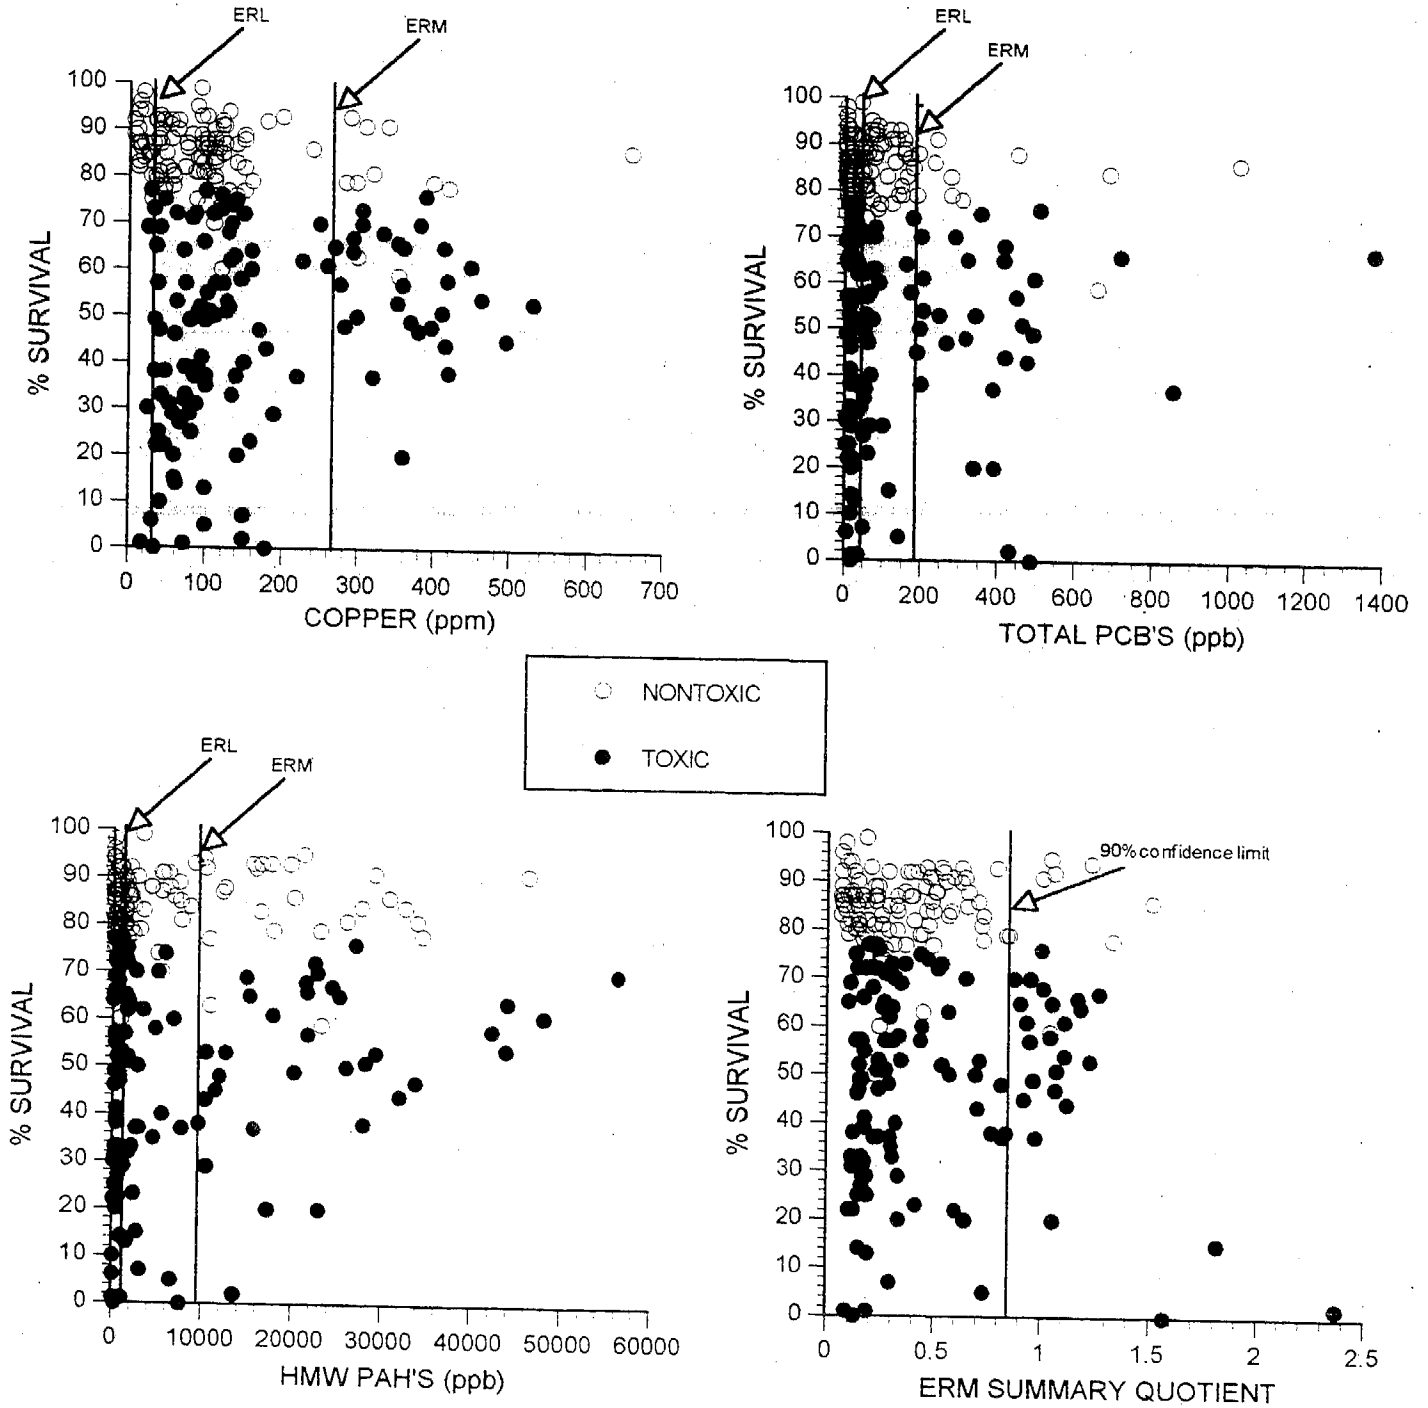 ERL
ERM
100
90
80
70
60
50
40
30
20
10
0
% SURVIVAL
0 100 200 300 400 500 600 700
COPPER (ppm)
ERL
ERM
100
90
80
70
60
50
40
30
20
10
0
% SURVIVAL
0 200 400 600 800 1000 1200 1400
TOTAL PCB'S (ppb)
NONTOXIC
TOXIC
ERL
ERM
100
90
80
70
60
50
40
30
20
10
0
% SURVIVAL
0 10000 20000 30000 40000 50000 60000
HMW PAH'S (ppb)
90% confidence limit
100
90
80
70
60
50
40
30
20
10
0
% SURVIVAL
0 0.5 1 1.5 2 2.5
ERM SUMMARY QUOTIENT